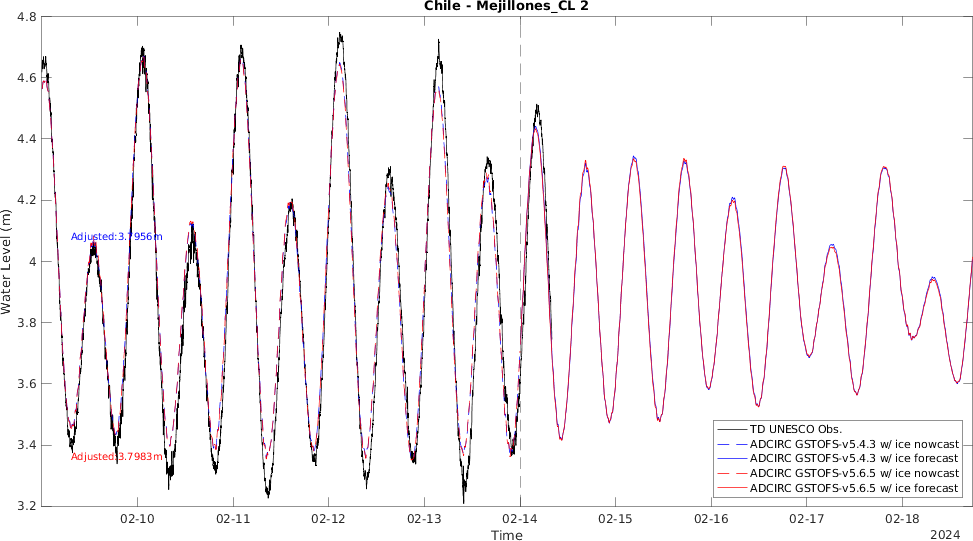 Chile - Mejillones_CL 2
4.8
4.6
4.4
4.2
4
3.8
3.6
3.4
3.2
Water Level (m)
Adjusted:3.7956m
Adjusted:3.7983m
TD UNESCO Obs.
ADCIRC GSTOFS-v5.4.3 w/ ice nowcast
ADCIRC GSTOFS-v5.4.3 w/ ice forecast
ADCIRC GSTOFS-v5.6.5 w/ ice nowcast
ADCIRC GSTOFS-v5.6.5 w/ ice forecast
02-10 02-11 02-12 02-13 02-14 02-15 02-16 02-17 02-18
Time
2024